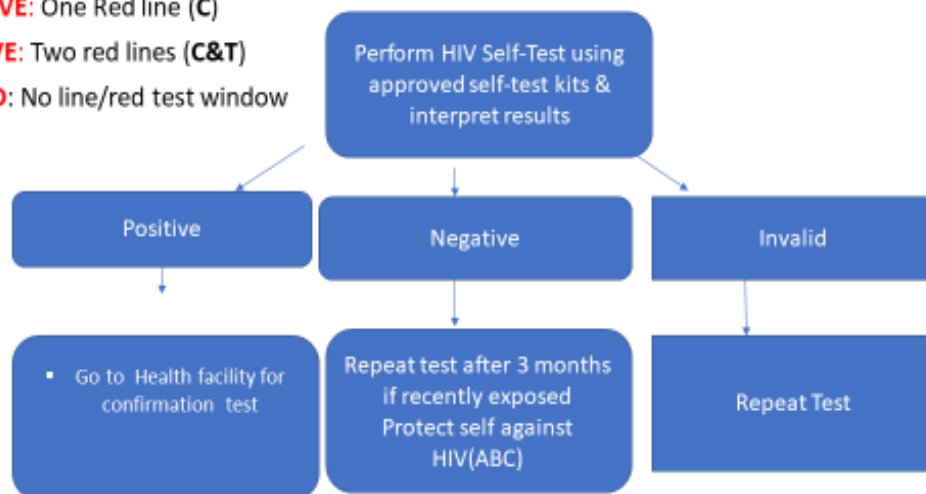 VE: One Red line (C)
VE: Two red lines (C&T)
D: No line/red test window
Perform HIV Self-Test using
approved self-test kits &
interpret results
Positive
Negative
Invalid
▪ Go to Health facility for
confirmation test
Repeat test after 3 months
if recently exposed
Protect self against
HIV(ABC)
Repeat Test